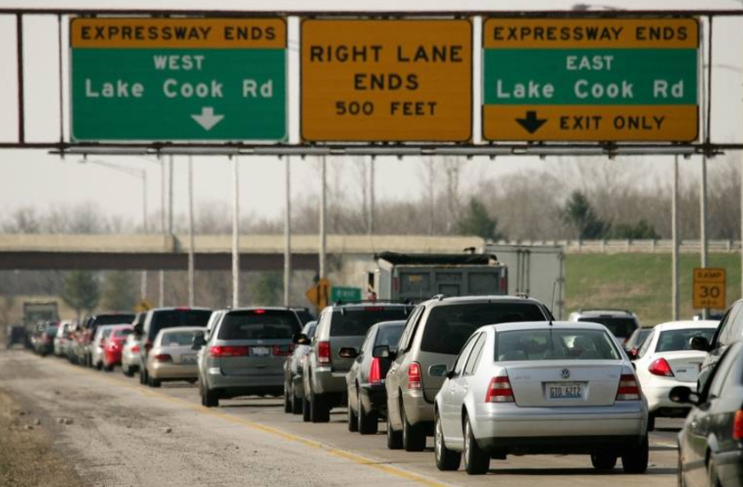 EXPRESSWAY ENDS
WEST
Lake Cook Rd
RIGHT LANE
ENDS
500 FEET
EXPRESSWAY ENDS
EAST
Lake Cook Rd
EXIT ONLY
RAMP
30